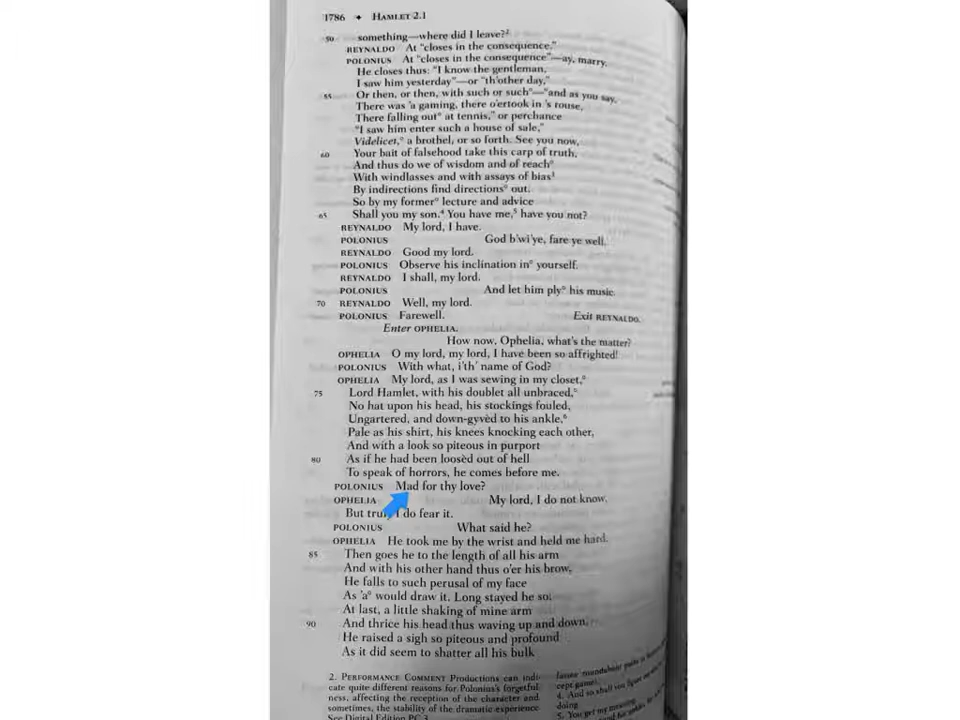 1786 ✦ HAMLET 2.1
50 something—where did I leave?²
REYNALDO At "closes in the consequence."
POLONIUS At "closes in the consequence"—ay, marry,
He closes thus: "I know the gentleman,
I saw him yesterday"—or "th'other day,"
55 Or then, or then, with such or such"—"and as you say,
There was 'a gaming, there o'ertook in 's rouse,
There falling out° at tennis," or perchance
"I saw him enter such a house of sale,"
Videlicet,° a brothel, or so forth. See you now,
60 Your bait of falsehood take this carp of truth,
And thus do we of wisdom and of reach°
With windlasses and with assays of bias³
By indirections find directions° out.
So by my former° lecture and advice
65 Shall you my son.⁴ You have me,⁵ have you not?
REYNALDO My lord, I have.
POLONIUS God b'wi'ye, fare ye well.
REYNALDO Good my lord.
POLONIUS Observe his inclination in° yourself.
REYNALDO I shall, my lord.
POLONIUS And let him ply° his music.
70 REYNALDO Well, my lord.
POLONIUS Farewell. Exit REYNALDO.
Enter OPHELIA.
How now, Ophelia, what's the matter?
OPHELIA O my lord, my lord, I have been so affrighted!
POLONIUS With what, i'th' name of God?
OPHELIA My lord, as I was sewing in my closet,°
75 Lord Hamlet, with his doublet all unbraced,°
No hat upon his head, his stockings fouled,
Ungartered, and down-gyvèd to his ankle,⁶
Pale as his shirt, his knees knocking each other,
And with a look so piteous in purport
80 As if he had been loosèd out of hell
To speak of horrors, he comes before me.
POLONIUS Mad for thy love?
OPHELIA My lord, I do not know.
But I do fear it.
POLONIUS What said he?
OPHELIA He took me by the wrist and held me hard.
85 Then goes he to the length of all his arm
And with his other hand thus o'er his brow,
He falls to such perusal of my face
As 'a° would draw it. Long stayed he so.
At last, a little shaking of mine arm
90 And thrice his head thus waving up and down,
He raised a sigh so piteous and profound
As it did seem to shatter all his bulk
2. PERFORMANCE COMMENT Productions can indi-
cate quite different reasons for Polonius's forgetful-
ness, affecting the reception of the character and
sometimes, the stability of the dramatic experience
See Digital Edition PC 3.
cept game
4. And so shall you
doing
5. You get my meaning